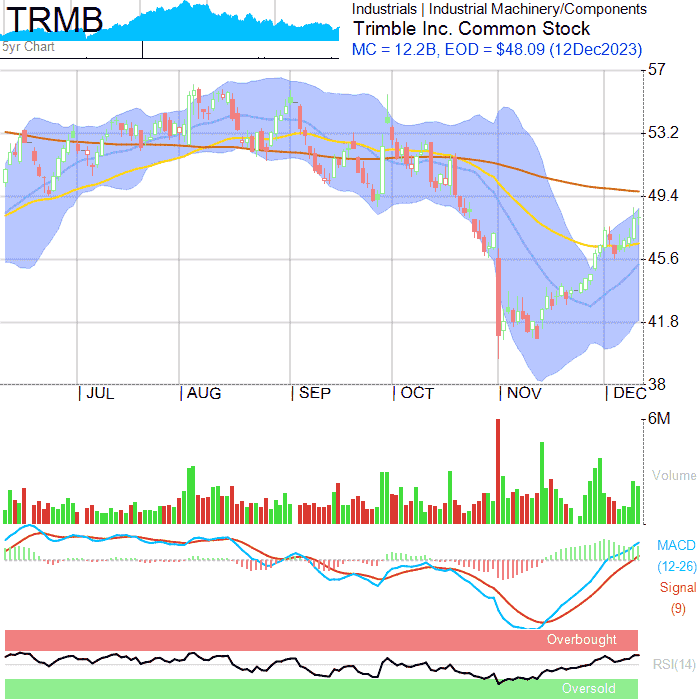 TRMB
5yr Chart
Industrials | Industrial Machinery/Components
Trimble Inc. Common Stock
MC = 12.2B, EOD = $48.09 (12Dec2023)
57
53.2
49.4
45.6
41.8
38
| JUL | AUG | SEP | OCT | NOV | DEC
6M
Volume
MACD
(12-26)
Signal
(9)
Overbought
RSI(14)
Oversold